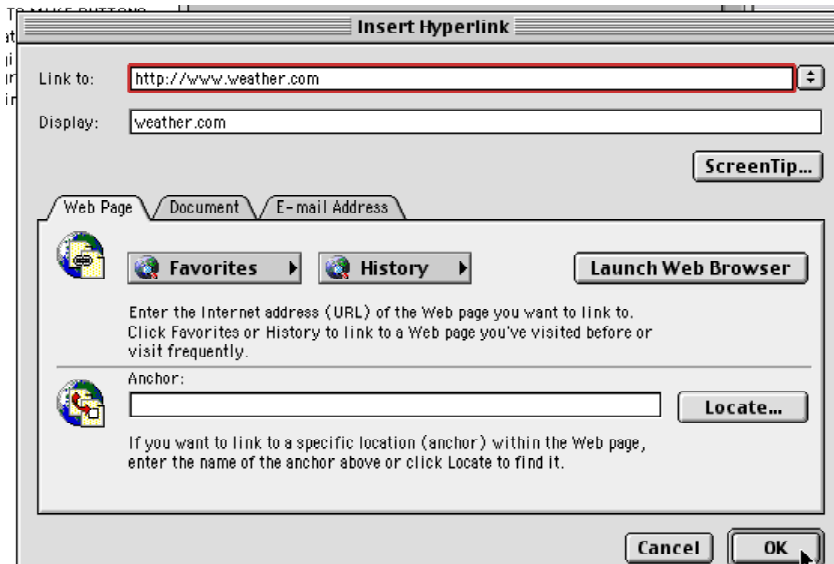 TO MAKE BUTTONS
Insert Hyperlink
Link to:
http://www.weather.com
Display:
weather.com
ScreenTip...
Web Page
Document
E-mail Address
Favorites
History
Launch Web Browser
Enter the Internet address (URL) of the Web page you want to link to.
Click Favorites or History to link to a Web page you've visited before or
visit frequently.
Anchor:
Locate...
If you want to link to a specific location (anchor) within the Web page,
enter the name of the anchor above or click Locate to find it.
Cancel
OK